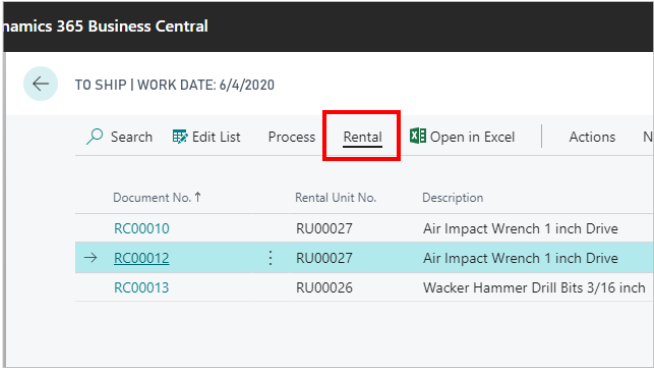 namics 365 Business Central
TO SHIP | WORK DATE: 6/4/2020
Search Edit List Process Rental Open in Excel Actions N
Document No. ↑ Rental Unit No. Description
RC00010 RU00027 Air Impact Wrench 1 inch Drive
→ RC00012 RU00027 Air Impact Wrench 1 inch Drive
RC00013 RU00026 Wacker Hammer Drill Bits 3/16 inch